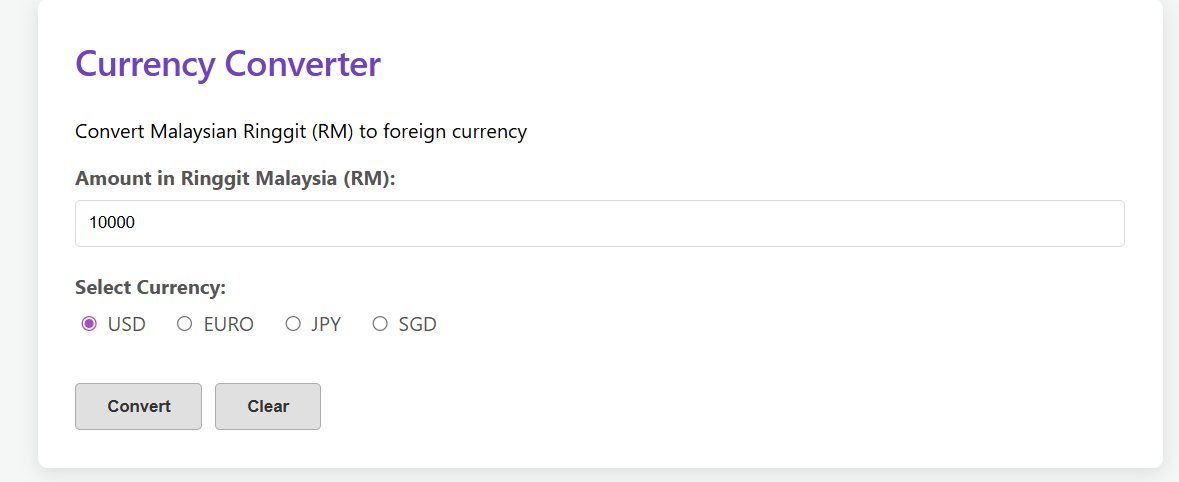 Currency Converter
Convert Malaysian Ringgit (RM) to foreign currency
Amount in Ringgit Malaysia (RM):
10000
Select Currency:
USD EURO JPY SGD
Convert Clear